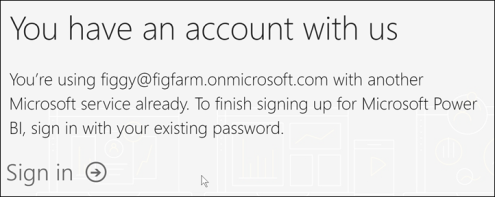 You have an account with us
You're using figgy@figfarm.onmicrosoft.com with another
Microsoft service already. To finish signing up for Microsoft Power
BI, sign in with your existing password.
Sign in